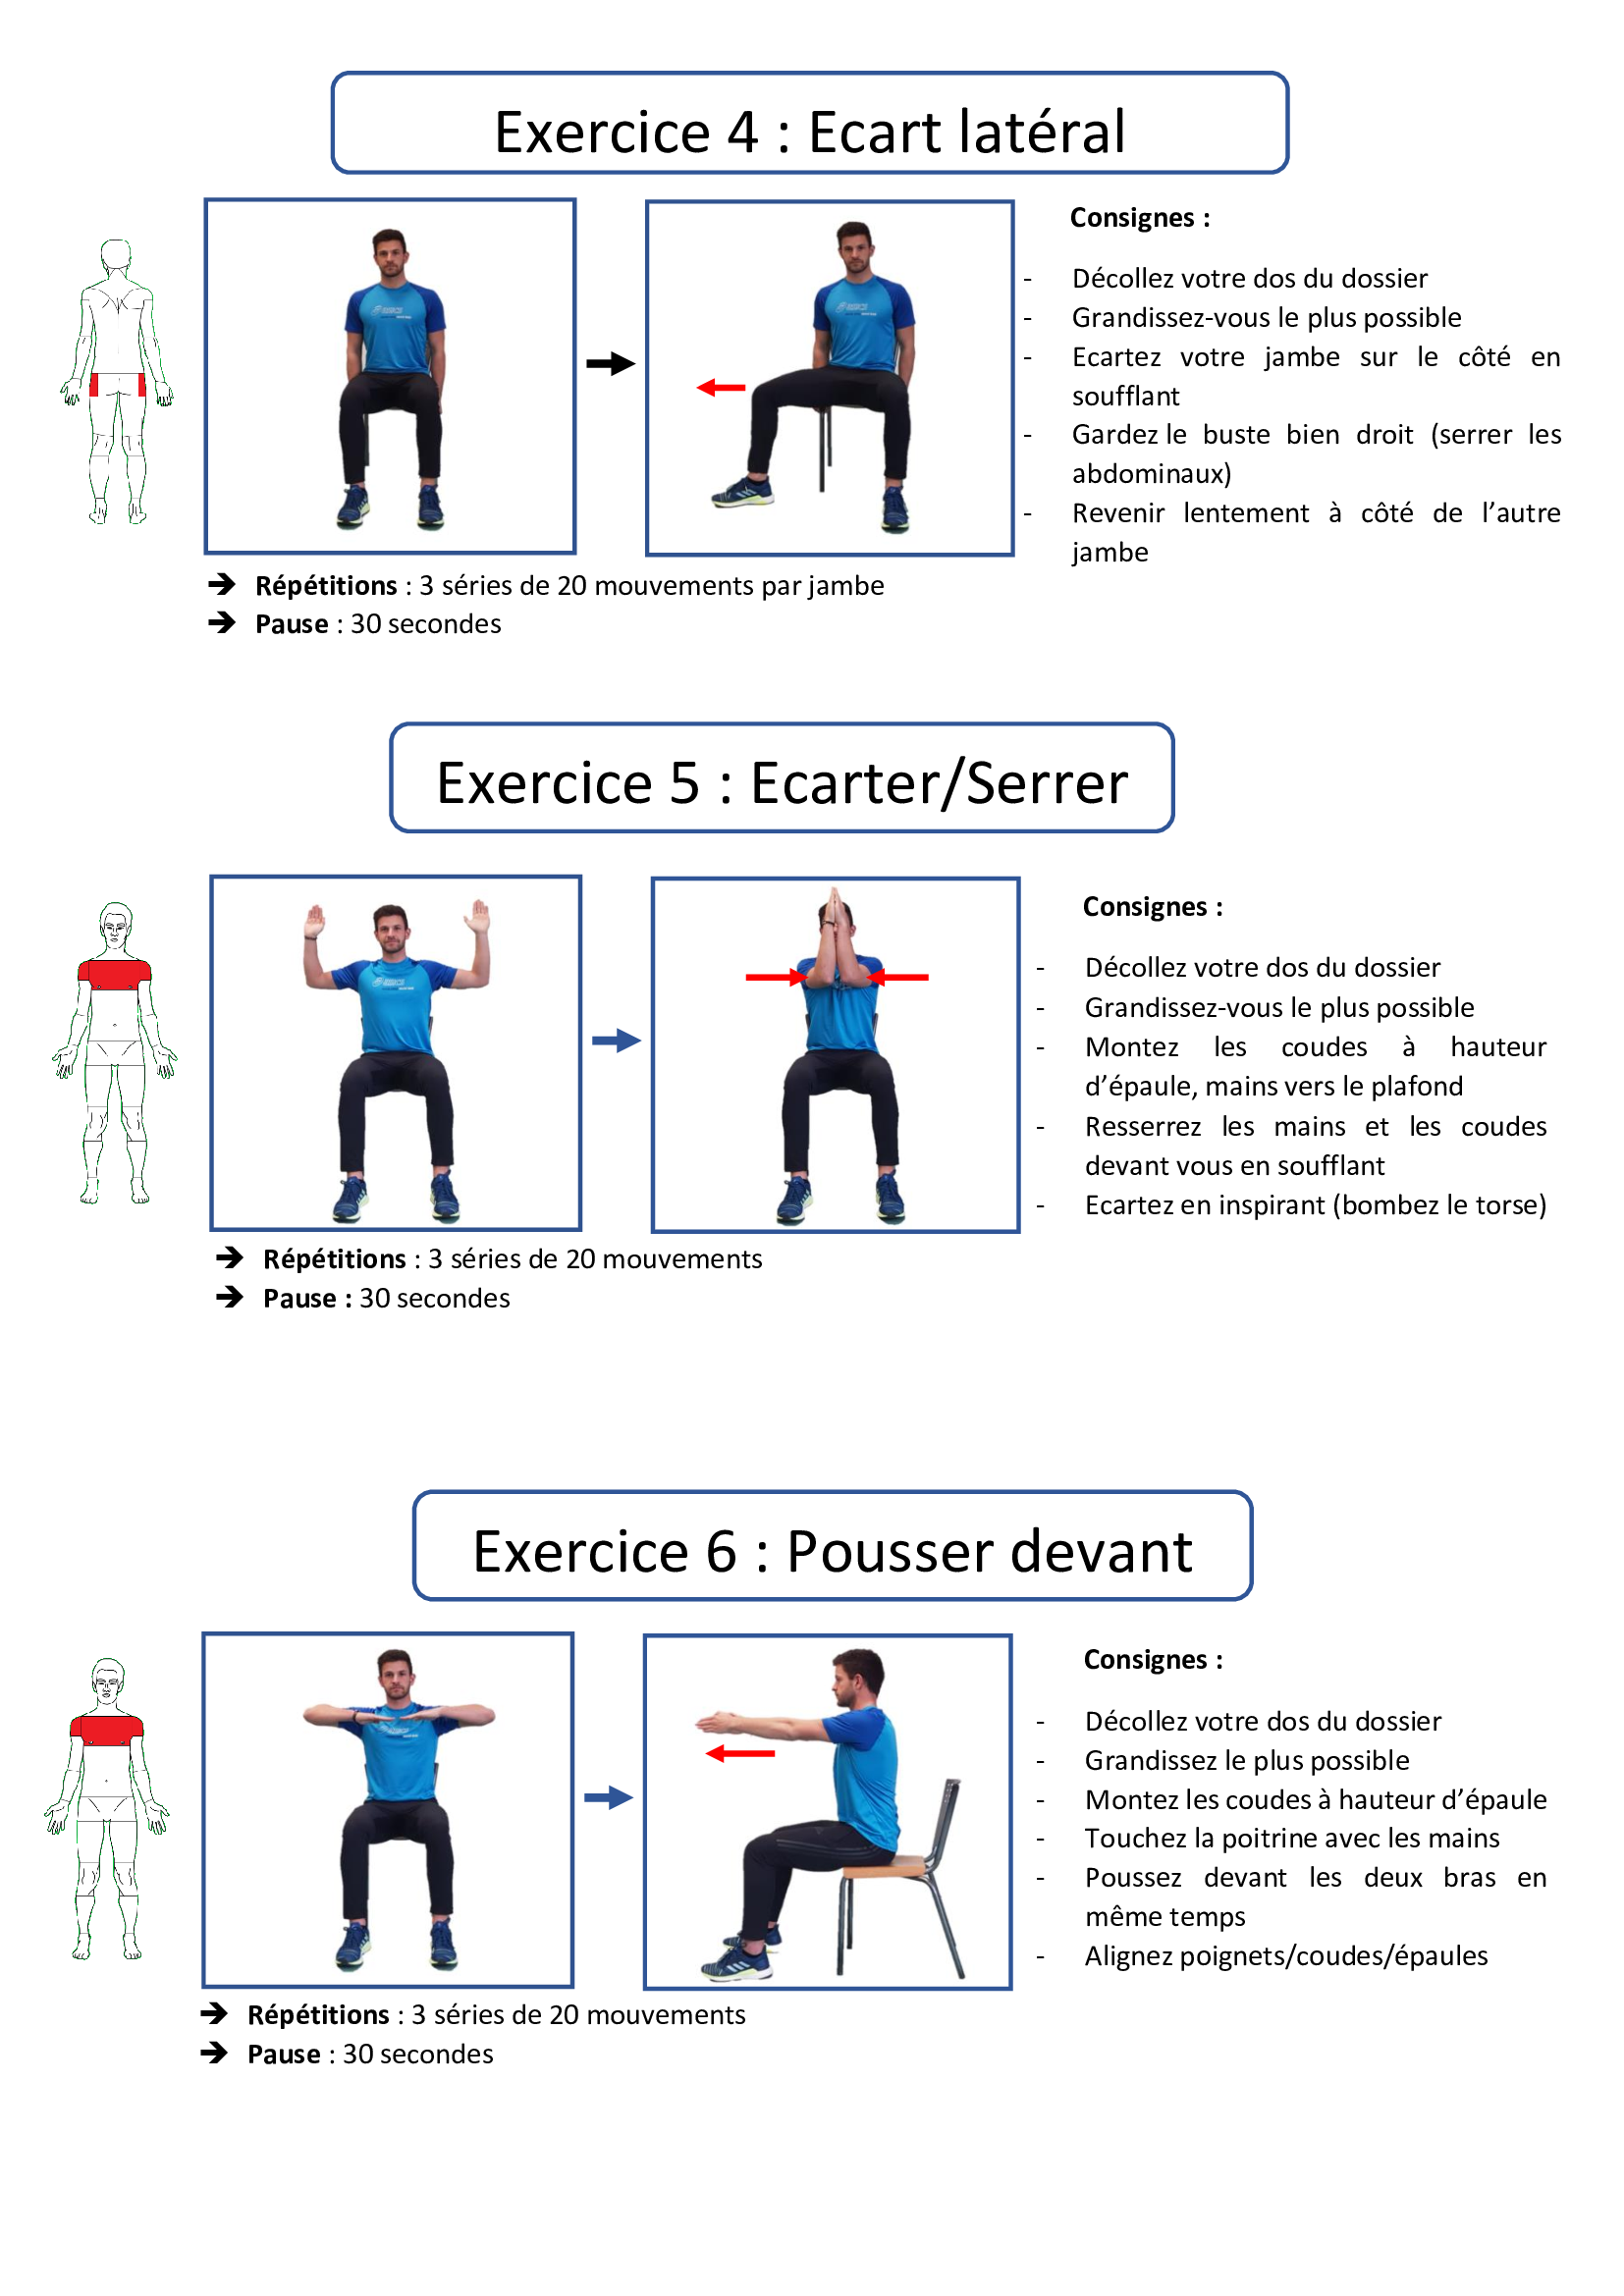 Exercice 4 : Ecart latéral
Consignes :
- Décollez votre dos du dossier
- Grandissez-vous le plus possible
- Ecartez votre jambe sur le côté en
soufflant
- Gardez le buste bien droit (serrer les
abdominaux)
- Revenir lentement à côté de l’autre
jambe
➔ Répétitions : 3 séries de 20 mouvements par jambe
➔ Pause : 30 secondes
Exercice 5 : Ecarter/Serrer
Consignes :
- Décollez votre dos du dossier
- Grandissez-vous le plus possible
- Montez les coudes à hauteur
d’épaule, mains vers le plafond
- Resserrez les mains et les coudes
devant vous en soufflant
- Ecartez en inspirant (bombez le torse)
➔ Répétitions : 3 séries de 20 mouvements
➔ Pause : 30 secondes
Exercice 6 : Pousser devant
Consignes :
- Décollez votre dos du dossier
- Grandissez le plus possible
- Montez les coudes à hauteur d’épaule
- Touchez la poitrine avec les mains
- Poussez devant les deux bras en
même temps
- Alignez poignets/coudes/épaules
➔ Répétitions : 3 séries de 20 mouvements
➔ Pause : 30 secondes